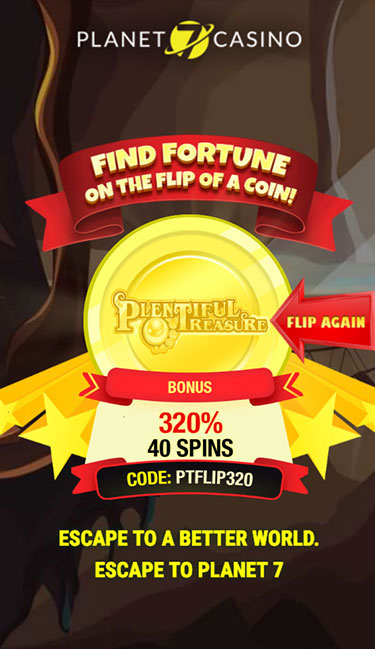 PLANET 7 CASINO
FIND FORTUNE
ON THE FLIP OF A COIN!
PLENTIFUL
TREASURE
FLIP AGAIN
BONUS
320%
40 SPINS
CODE: PTFLIP320
ESCAPE TO A BETTER WORLD.
ESCAPE TO PLANET 7